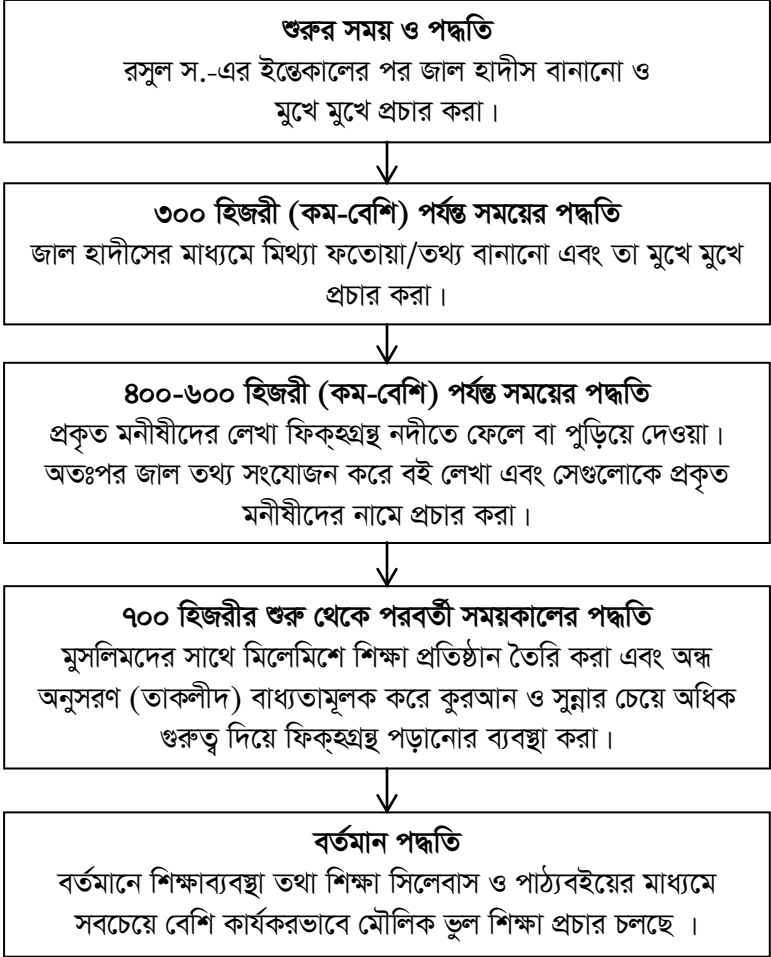 শুরুর সময় ও পদ্ধতি
রসুল স.-এর ইন্তেকালের পর জাল হাদীস বানানো ও
মুখে মুখে প্রচার করা।
৩০০ হিজরী (কম-বেশি) পর্যন্ত সময়ের পদ্ধতি
জাল হাদীসের মাধ্যমে মিথ্যা ফতোয়া/তথ্য বানানো এবং তা মুখে মুখে
প্রচার করা।
৪০০-৬০০ হিজরী (কম-বেশি) পর্যন্ত সময়ের পদ্ধতি
প্রকৃত মনীষীদের লেখা ফিক্‌হগ্রন্থ নদীতে ফেলে বা পুড়িয়ে দেওয়া।
অতঃপর জাল তথ্য সংযোজন করে বই লেখা এবং সেগুলোকে প্রকৃত
মনীষীদের নামে প্রচার করা।
৭০০ হিজরীর শুরু থেকে পরবর্তী সময়কালের পদ্ধতি
মুসলিমদের সাথে মিলেমিশে শিক্ষা প্রতিষ্ঠান তৈরি করা এবং অন্ধ
অনুসরণ (তাকলীদ) বাধ্যতামূলক করে কুরআন ও সুন্নার চেয়ে অধিক
গুরুত্ব দিয়ে ফিক্‌হগ্রন্থ পড়ানোর ব্যবস্থা করা।
বর্তমান পদ্ধতি
বর্তমানে শিক্ষাব্যবস্থা তথা শিক্ষা সিলেবাস ও পাঠ্যবইয়ের মাধ্যমে
সবচেয়ে বেশি কার্যকরভাবে মৌলিক ভুল শিক্ষা প্রচার চলছে ।